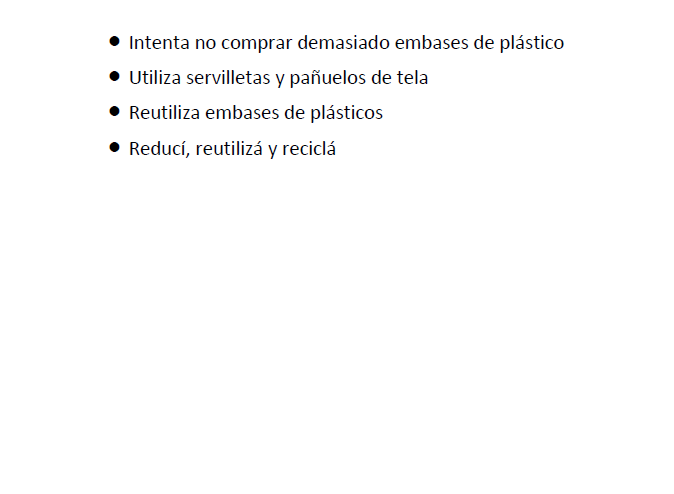 • Intenta no comprar demasiado embases de plástico
• Utiliza servilletas y pañuelos de tela
• Reutiliza embases de plásticos
• Reducí, reutilizá y reciclá